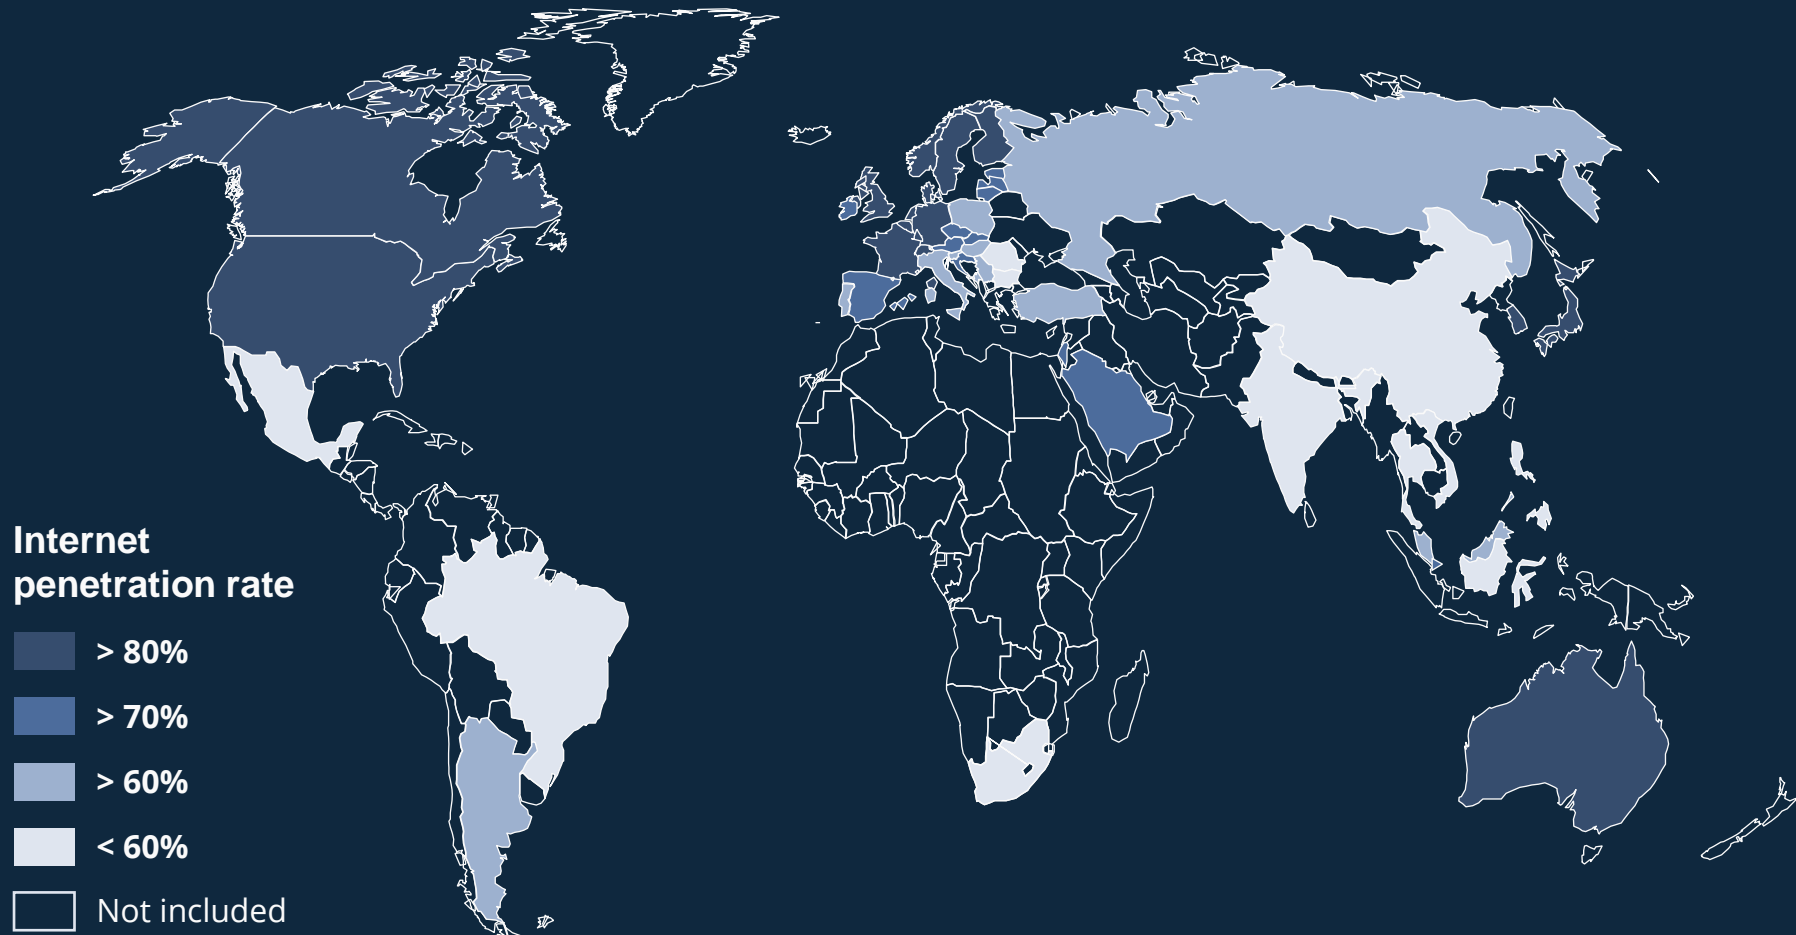 Internet
penetration rate
> 80%
> 70%
> 60%
< 60%
Not included